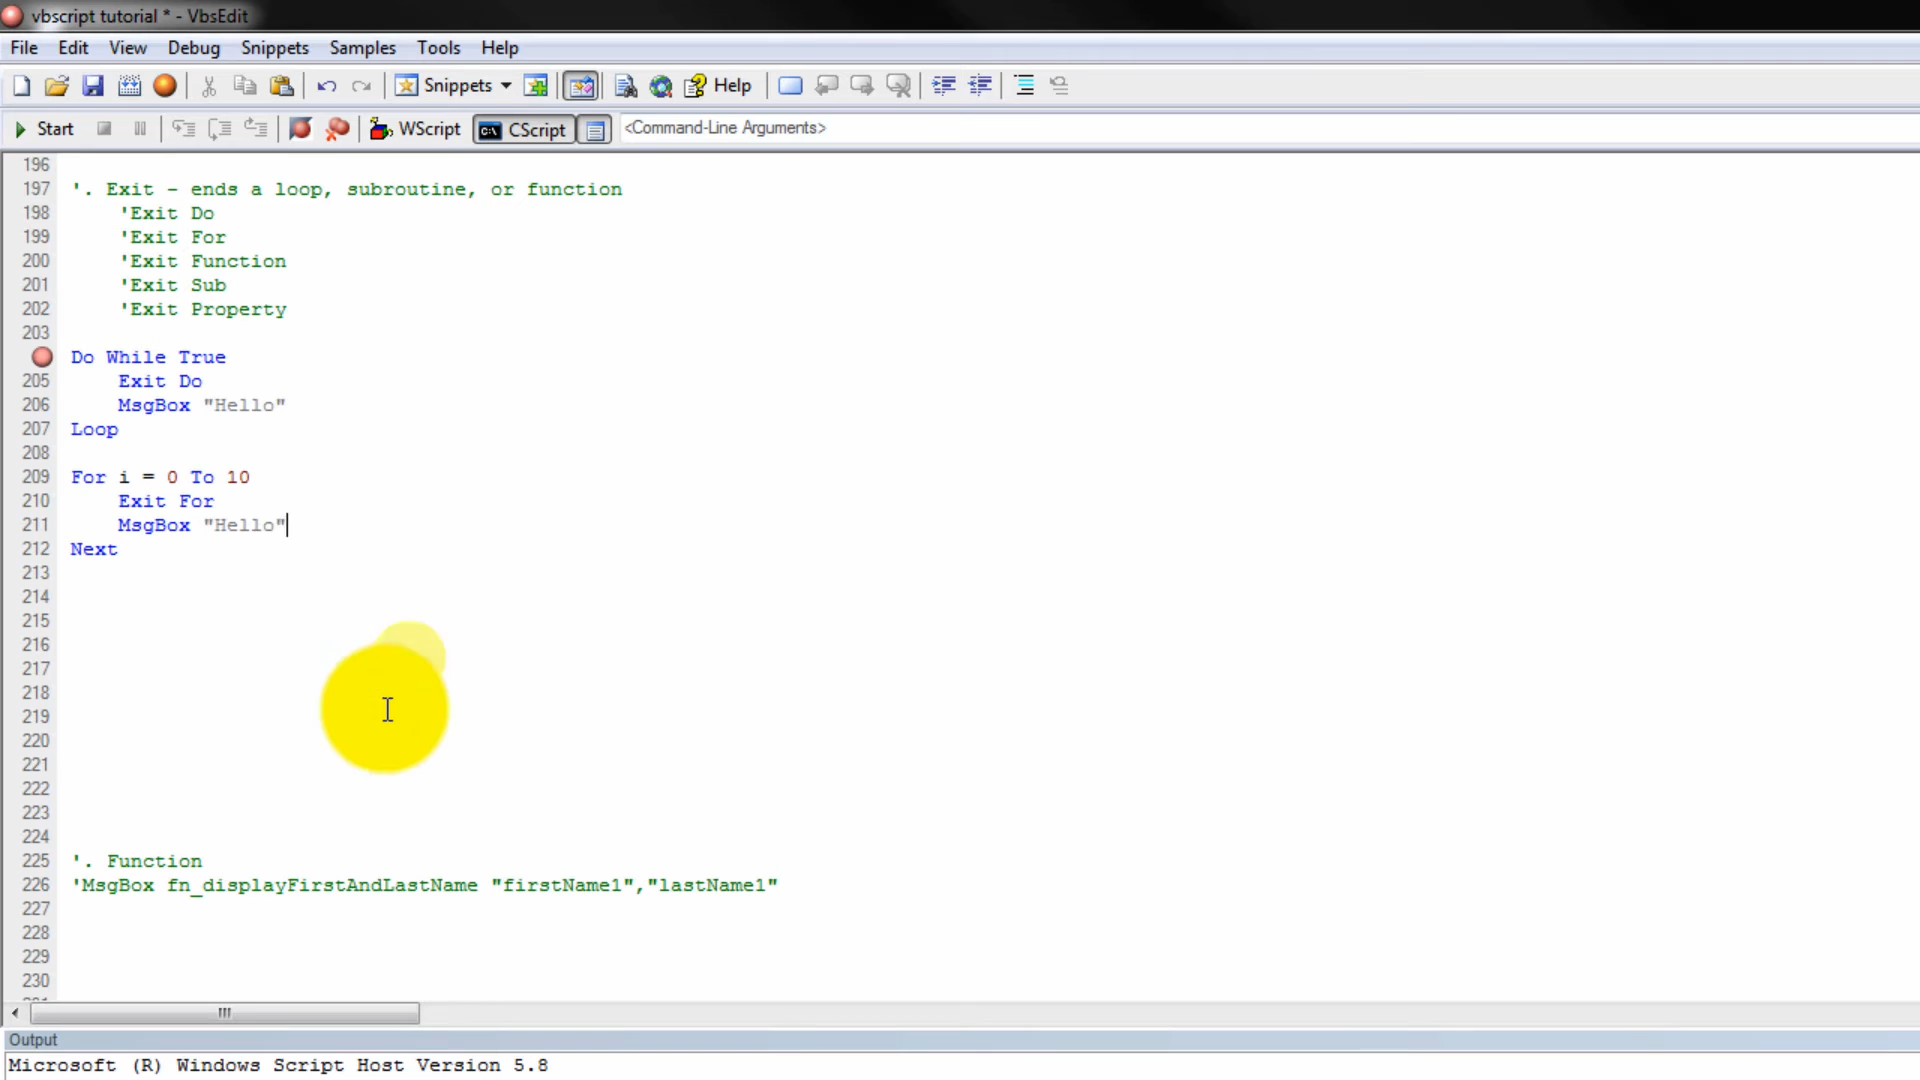 vbscript tutorial * - VbsEdit
File Edit View Debug Snippets Samples Tools Help
Snippets Help
Start WScript CScript <Command-Line Arguments>
196
197 '. Exit - ends a loop, subroutine, or function
198 'Exit Do
199 'Exit For
200 'Exit Function
201 'Exit Sub
202 'Exit Property
203
Do While True
205 Exit Do
206 MsgBox "Hello"
207 Loop
208
209 For i = 0 To 10
210 Exit For
211 MsgBox "Hello"
212 Next
213
214
215
216
217
218
219
220
221
222
223
224
225 '. Function
226 'MsgBox fn_displayFirstAndLastName "firstName1","lastName1"
227
228
229
230
Output
Microsoft (R) Windows Script Host Version 5.8